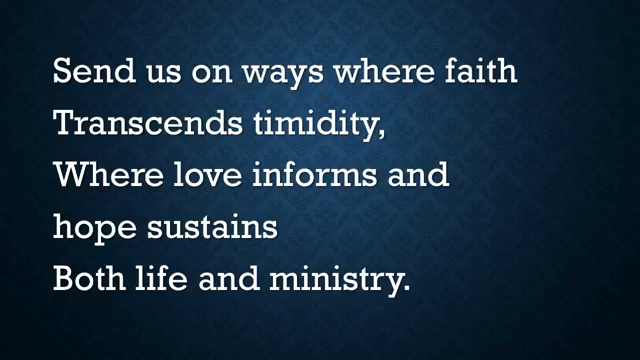 Send us on ways where faith
Transcends timidity,
Where love informs and
hope sustains
Both life and ministry.